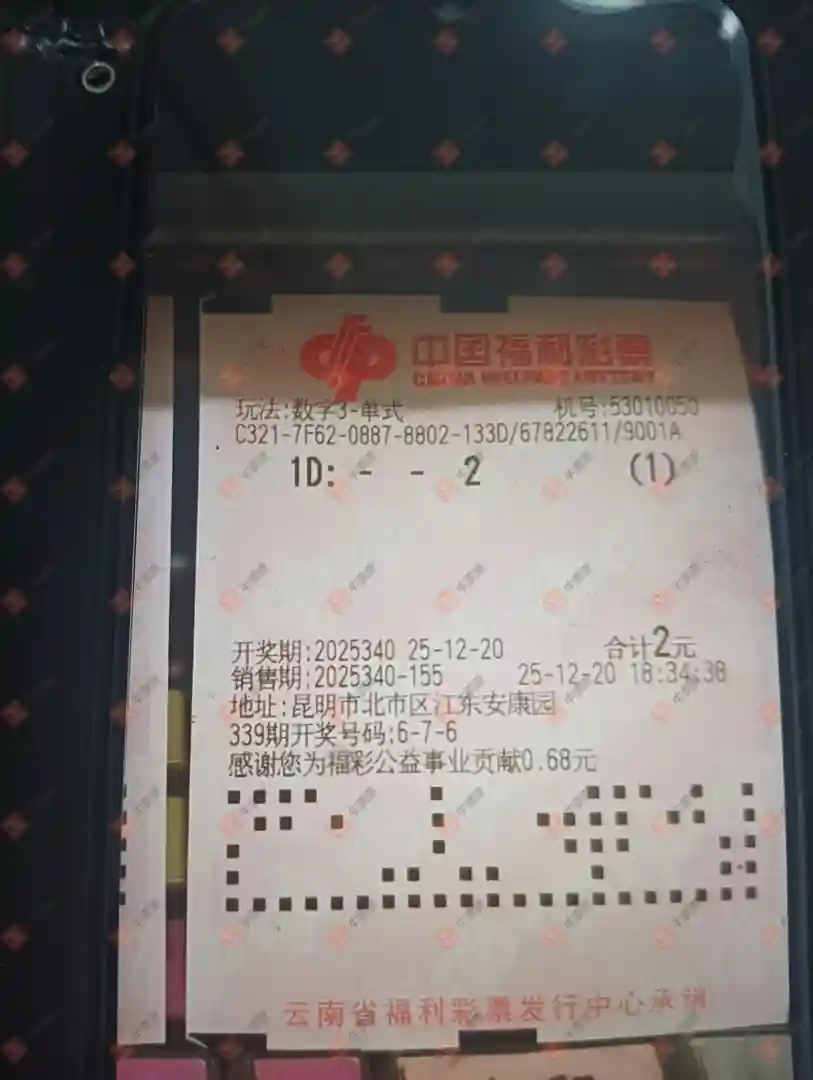 中国福利彩票
CHINA WELFARE LOTTERY
玩法:数字3-单式 机号:53010050
C321-7F62-0887-8802-133D/67822611/9001A
1D: - - 2 (1)
开奖期:2025340 25-12-20 合计2元
销售期:2025340-155 25-12-20 18:34:38
地址:昆明市北市区江东安康园
339期开奖号码:6-7-6
感谢您为福彩公益事业贡献0.68元
云南省福利彩票发行中心承销